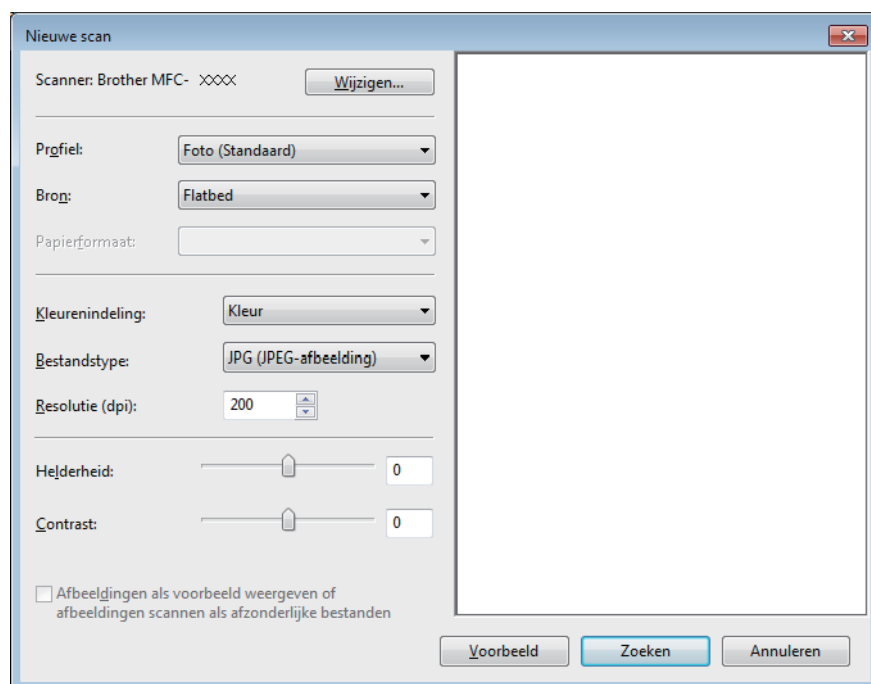 Nieuwe scan
Scanner: Brother MFC- XXXX
Wijzigen...
Profiel:
Foto (Standaard)
Bron:
Flatbed
Papierformaat:
Kleurenindeling:
Kleur
Bestandstype:
JPG (JPEG-afbeelding)
Resolutie (dpi):
200
Helderheid:
0
Contrast:
0
Afbeeldingen als voorbeeld weergeven of
afbeeldingen scannen als afzonderlijke bestanden
Voorbeeld
Zoeken
Annuleren